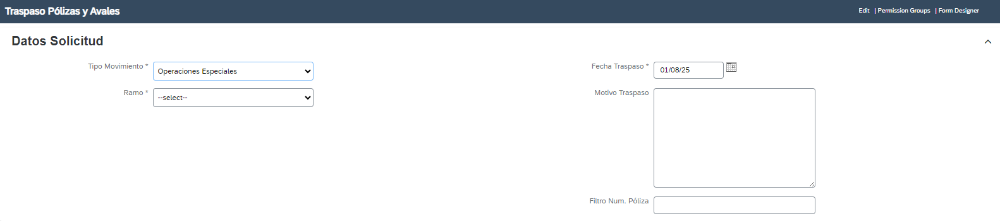 Traspaso Pólizas y Avales
Edit | Permission Groups | Form Designer
Datos Solicitud
Tipo Movimiento * Operaciones Especiales
Fecha Traspaso * 01/08/25
Ramo * --select--
Motivo Traspaso
Filtro Num. Póliza